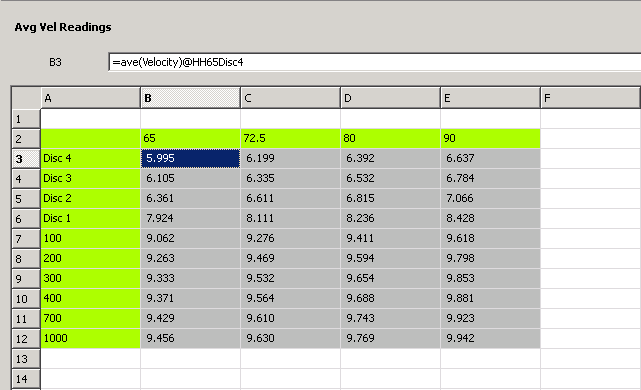 Avg Vel Readings
B3 =ave(Velocity)@HH65Disc4
A B C D E F
1
2 65 72.5 80 90
3 Disc 4 5.995 6.199 6.392 6.637
4 Disc 3 6.105 6.335 6.532 6.784
5 Disc 2 6.361 6.611 6.815 7.066
6 Disc 1 7.924 8.111 8.236 8.428
7 100 9.062 9.276 9.411 9.618
8 200 9.263 9.469 9.594 9.798
9 300 9.333 9.532 9.654 9.853
10 400 9.371 9.564 9.688 9.881
11 700 9.429 9.610 9.743 9.923
12 1000 9.456 9.630 9.769 9.942
13
14